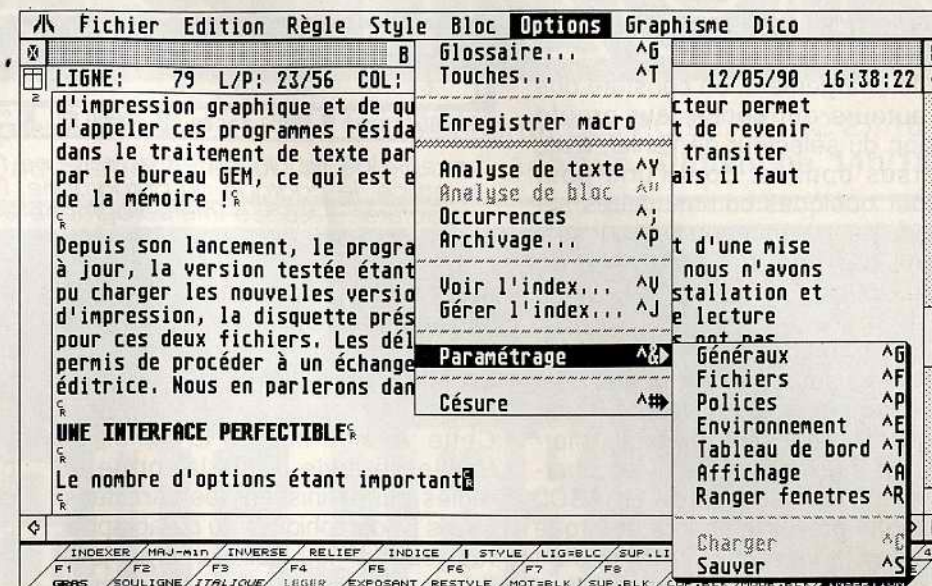 Fichier Edition Règle Style Bloc Options Graphisme Dico
B
LIGNE: 79 L/P: 23/56 COL: 12/05/90 16:38:22
2
d'impression graphique et de qu cteur permet
d'appeler ces programmes résida t de revenir
dans le traitement de texte par transiter
par le bureau GEM, ce qui est e ais il faut
de la mémoire !
Depuis son lancement, le progra t d'une mise
à jour, la version testée étant nous n'avons
pu charger les nouvelles versio stallation et
d'impression, la disquette prés e lecture
pour ces deux fichiers. Les dél s ont pas
permis de procéder à un échange
éditrice. Nous en parlerons dan
UNE INTERFACE PERFECTIBLE
Le nombre d'options étant important
Glossaire... ^G
Touches... ^T
Enregistrer macro
Analyse de texte ^Y
Analyse de bloc ^"
Occurrences ^;
Archivage... ^P
Voir l'index... ^V
Gérer l'index... ^J
Paramétrage ^&
Césure ^#
Généraux ^G
Fichiers ^F
Polices ^P
Environnement ^E
Tableau de bord ^T
Affichage ^A
Ranger fenetres ^R
Charger ^C
Sauver ^S
INDEXER MAJ-min INVERSE RELIEF INDICE STYLE LIG=BLC SUP.LI
F1 F2 F3 F4 F5 F6 F7 F8
GRAS SOULIGNE ITALIQUE LEGER EXPOSANT RESTYLE MOT=BLK SUP.BLK